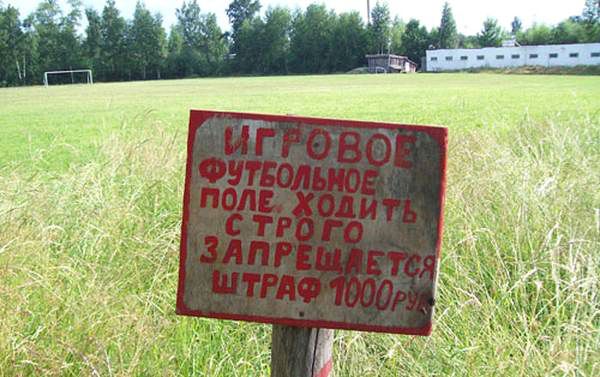 ИГРОВОЕ
ФУТБОЛЬНОЕ
ПОЛЕ. ХОДИТЬ
СТРОГО
ЗАПРЕЩАЕТСЯ
ШТРАФ 1000 РУБ